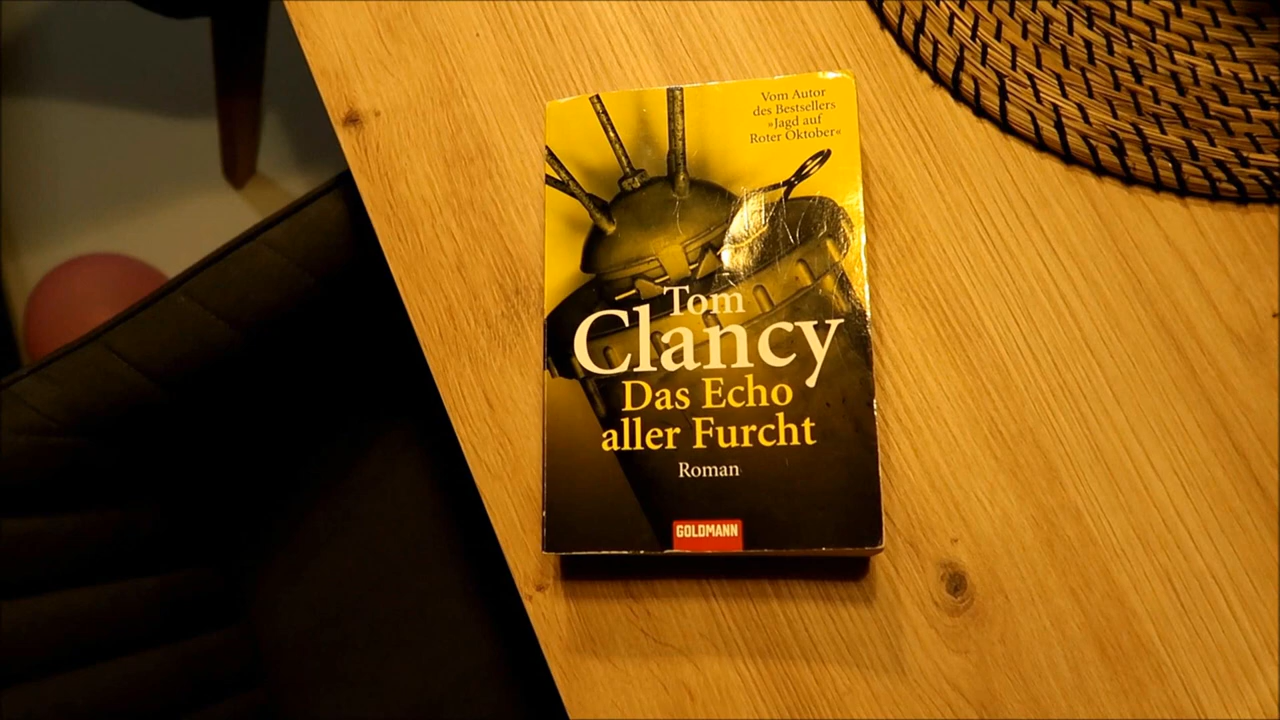 Vom Autor
des Bestsellers
»Jagd auf
Roter Oktober«
Tom
Clancy
Das Echo
aller Furcht
Roman
GOLDMANN